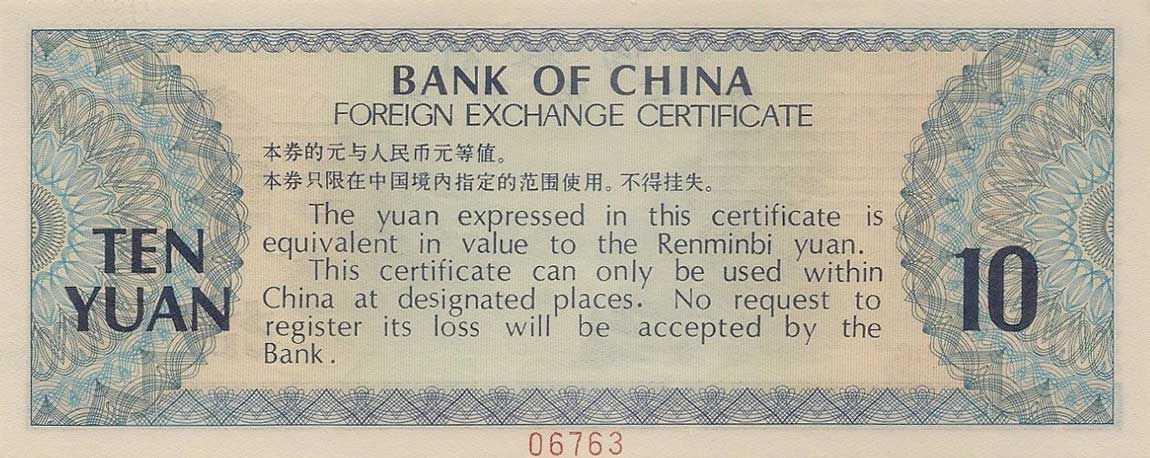 BANK OF CHINA
FOREIGN EXCHANGE CERTIFICATE
本券的元与人民币元等值。
本券只限在中国境内指定的范围使用。不得挂失。
The yuan expressed in this certificate is
equivalent in value to the Renminbi yuan.
This certificate can only be used within
China at designated places. No request to
register its loss will be accepted by the
Bank.
TEN
YUAN
10
06763